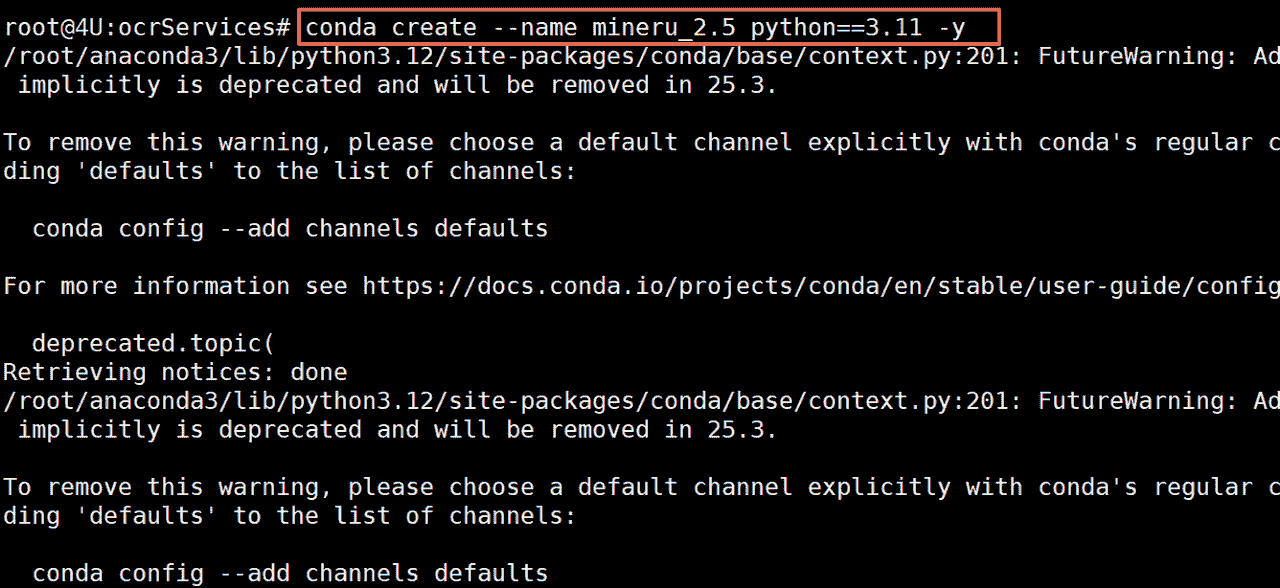 root@4U:ocrServices# conda create --name mineru_2.5 python==3.11 -y
/root/anaconda3/lib/python3.12/site-packages/conda/base/context.py:201: FutureWarning: Ad
 implicitly is deprecated and will be removed in 25.3.
To remove this warning, please choose a default channel explicitly with conda's regular c
ding 'defaults' to the list of channels:
  conda config --add channels defaults
For more information see https://docs.conda.io/projects/conda/en/stable/user-guide/config
  deprecated.topic(
Retrieving notices: done
/root/anaconda3/lib/python3.12/site-packages/conda/base/context.py:201: FutureWarning: Ad
 implicitly is deprecated and will be removed in 25.3.
To remove this warning, please choose a default channel explicitly with conda's regular c
ding 'defaults' to the list of channels:
  conda config --add channels defaults